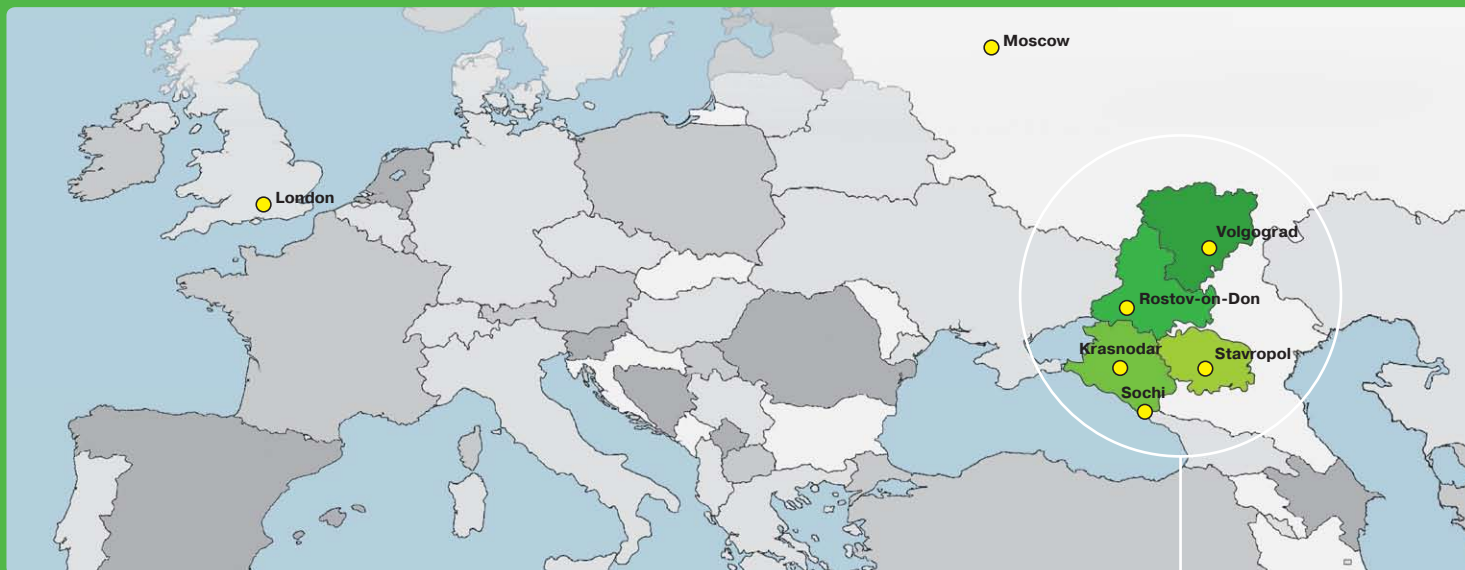 Moscow
London
Volgograd
Rostov-on-Don
Krasnodar
Stavropol
Sochi